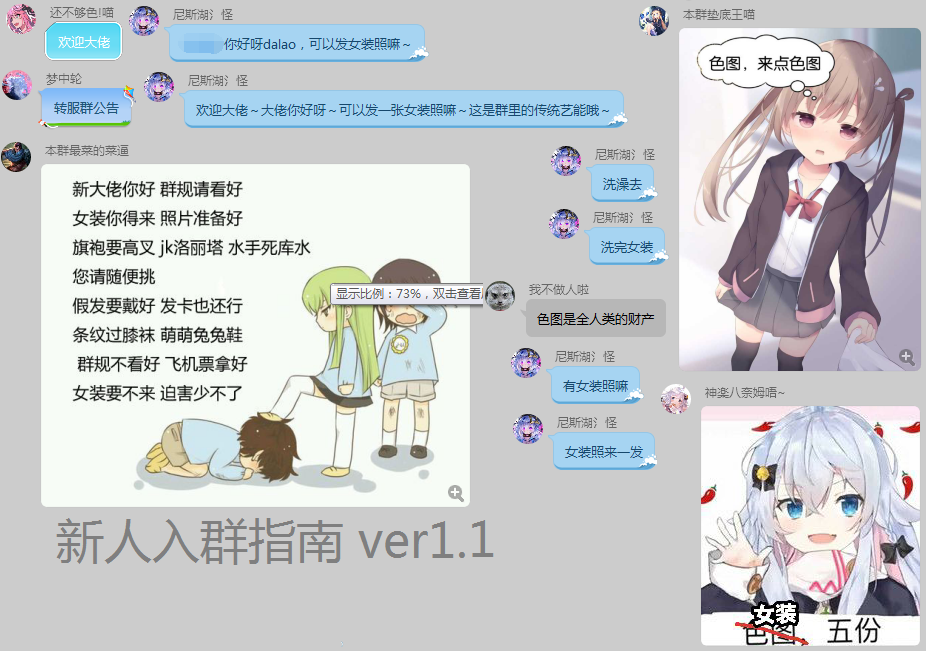 还不够色!喵
欢迎大佬
尼斯湖氵怪
你好呀dalao，可以发女装照嘛~
梦中轮
转服群公告
尼斯湖氵怪
欢迎大佬~大佬你好呀~可以发一张女装照嘛~这是群里的传统艺能哦~
本群最菜的菜逼
新大佬你好 群规请看好
女装你得来 照片准备好
旗袍要高叉 jk洛丽塔 水手死库水
您请随便挑
假发要戴好 发卡也还行
条纹过膝袜 萌萌兔兔鞋
群规不看好 飞机票拿好
女装要不来 迫害少不了
显示比例：73%，双击查看
新人入群指南 ver1.1
尼斯湖氵怪
洗澡去
尼斯湖氵怪
洗完女装
我不做人啦
色图是全人类的财产
尼斯湖氵怪
有女装照嘛
尼斯湖氵怪
女装照来一发
本群垫底王喵
色图，来点色图
神楽八奈姆唔~
女装
色图，五份